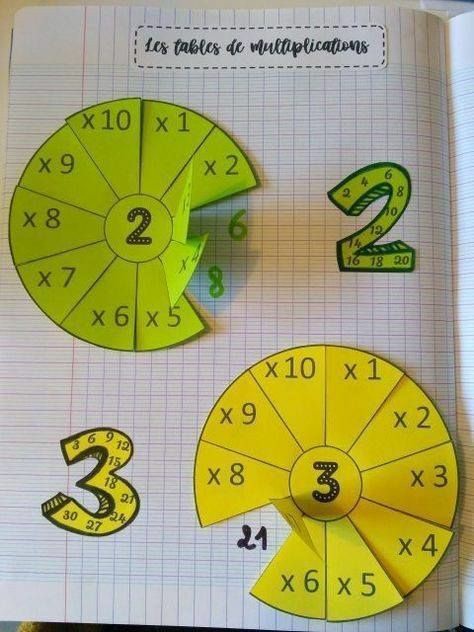 Les tables de multiplications
x 10
x 1
x 9
x 2
x 8
2
6
x 7
8
x 6
x 5
2 4 6 8
10
12
14
16 18 20
x 10
x 1
x 9
x 2
x 8
3
x 3
21
x 4
x 6
x 5
3 6 9 12
15
18
21
24
27
30